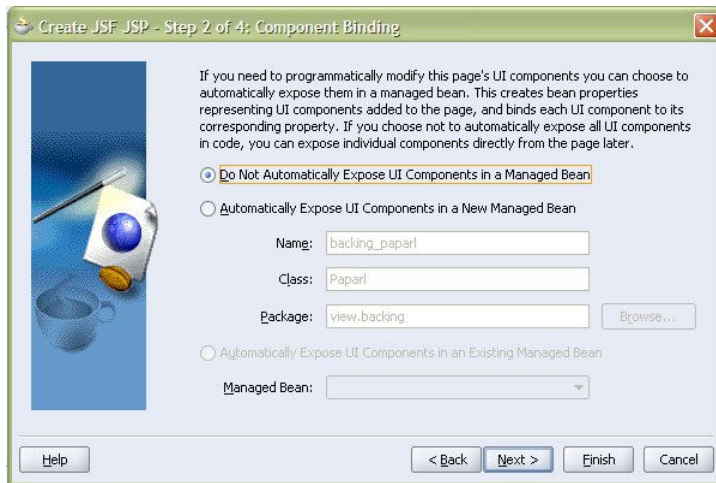 Create JSF JSP - Step 2 of 4: Component Binding
If you need to programmatically modify this page's UI components you can choose to
automatically expose them in a managed bean. This creates bean properties
representing UI components added to the page, and binds each UI component to its
corresponding property. If you choose not to automatically expose all UI components
in code, you can expose individual components directly from the page later.
Do Not Automatically Expose UI Components in a Managed Bean
Automatically Expose UI Components in a New Managed Bean
Name: backing_paparl
Class: Paparl
Package: view.backing Browse...
Automatically Expose UI Components in an Existing Managed Bean
Managed Bean:
Help < Back Next > Finish Cancel